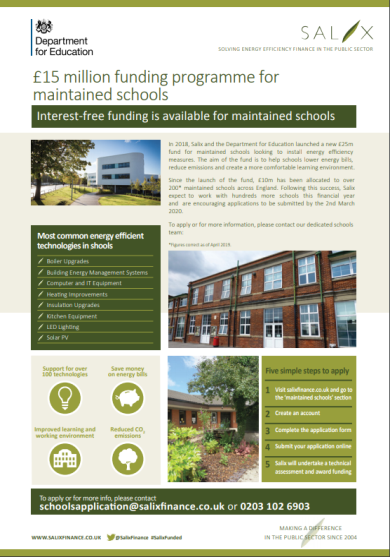 Department
for Education
SALIX
SOLVING ENERGY EFFICIENCY FINANCE IN THE PUBLIC SECTOR
£15 million funding programme for
maintained schools
Interest-free funding is available for maintained schools
In 2018, Salix and the Department for Education launched a new £25m
fund for maintained schools looking to install energy efficiency
measures. The aim of the fund is to help schools lower energy bills,
reduce emissions and create a more comfortable learning environment.
Since the launch of the fund, £10m has been allocated to over
200* maintained schools across England. Following this success, Salix
expect to work with hundreds more schools this financial year
and are encouraging applications to be submitted by the 2nd March
2020.
To apply or for more information, please contact our dedicated schools
team:
*Figures correct as of April 2019.
Most common energy efficient
technologies in shools
Boiler Upgrades
Building Energy Management Systems
Computer and IT Equipment
Heating Improvements
Insulation Upgrades
Kitchen Equipment
LED Lighting
Solar PV
Support for over
100 technologies
Save money
on energy bills
Improved learning and
working environment
Reduced CO2
emissions
Five simple steps to apply
1 Visit salixfinance.co.uk and go to
the 'maintained schools' section
2 Create an account
3 Complete the application form
4 Submit your application online
5 Salix will undertake a technical
assessment and award funding
To apply or for more info, please contact
schoolsapplication@salixfinance.co.uk or 0203 102 6903
WWW.SALIXFINANCE.CO.UK @SalixFinance #SalixFunded
MAKING A DIFFERENCE
IN THE PUBLIC SECTOR SINCE 2004